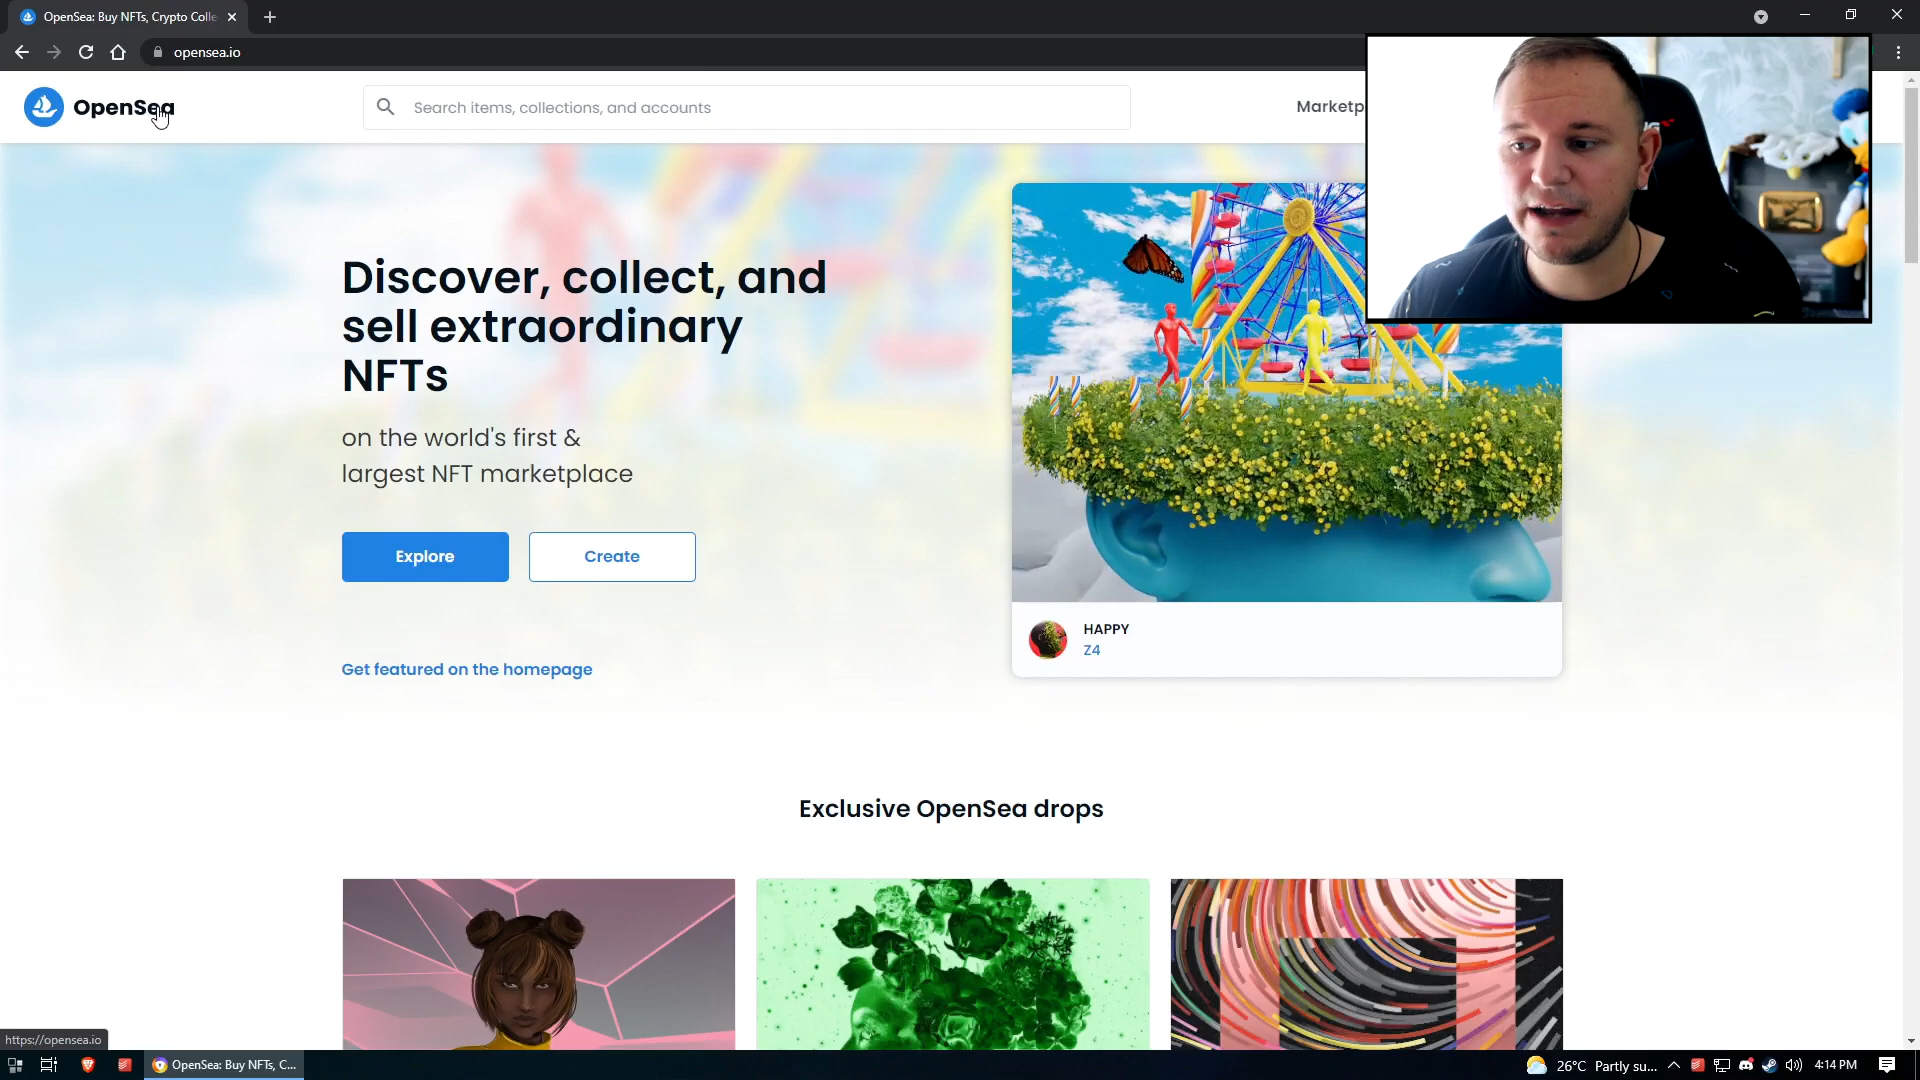 OpenSea: Buy NFTs, Crypto Colle
opensea.io
OpenSea
Search items, collections, and accounts
Marketp
Discover, collect, and
sell extraordinary
NFTs
on the world's first &
largest NFT marketplace
Explore
Create
Get featured on the homepage
HAPPY
Z4
Exclusive OpenSea drops
https://opensea.io
OpenSea: Buy NFTs, C...
26°C Partly su...
4:14 PM